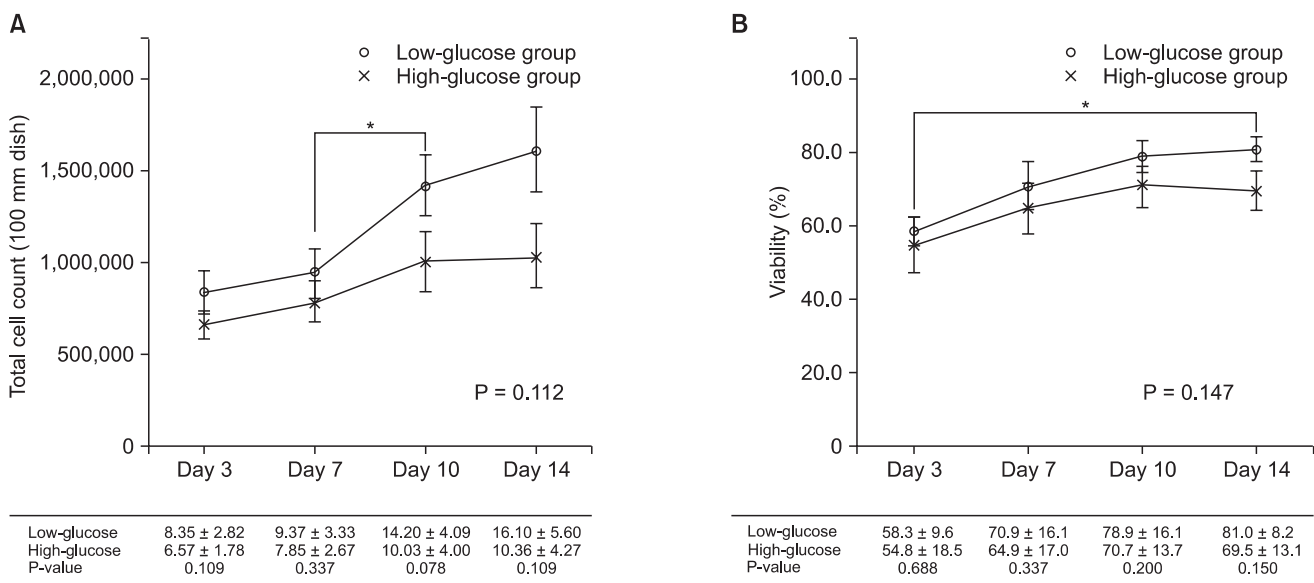 A
Low-glucose group
High-glucose group
2,000,000
1,500,000
1,000,000
500,000
0
Total cell count (100 mm dish)
*
P = 0.112
Day 3 Day 7 Day 10 Day 14
Low-glucose 8.35 ± 2.82 9.37 ± 3.33 14.20 ± 4.09 16.10 ± 5.60
High-glucose 6.57 ± 1.78 7.85 ± 2.67 10.03 ± 4.00 10.36 ± 4.27
P-value 0.109 0.337 0.078 0.109
B
Low-glucose group
High-glucose group
100.0
80.0
60.0
40.0
20.0
0
Viability (%)
*
P = 0.147
Day 3 Day 7 Day 10 Day 14
Low-glucose 58.3 ± 9.6 70.9 ± 16.1 78.9 ± 16.1 81.0 ± 8.2
High-glucose 54.8 ± 18.5 64.9 ± 17.0 70.7 ± 13.7 69.5 ± 13.1
P-value 0.688 0.337 0.200 0.150